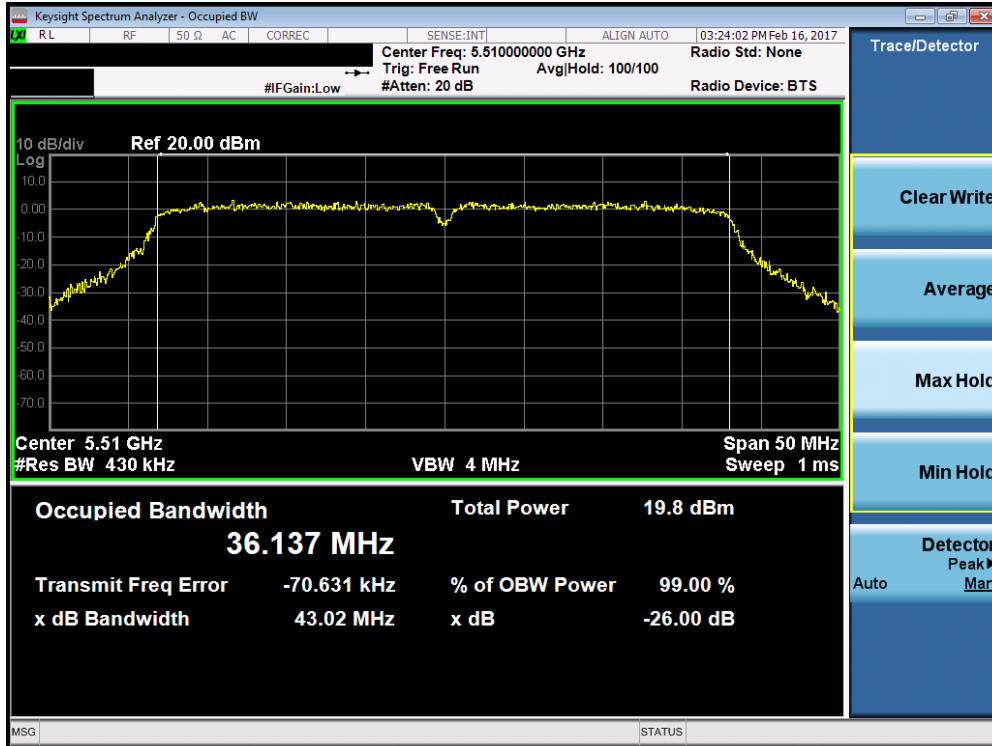 Keysight Spectrum Analyzer - Occupied BW
LXI RL RF 50 Ω AC CORREC SENSE:INT ALIGN AUTO 03:24:02 PM Feb 16, 2017
Center Freq: 5.510000000 GHz Radio Std: None
Trig: Free Run Avg|Hold: 100/100
#IFGain:Low #Atten: 20 dB Radio Device: BTS
10 dB/div Ref 20.00 dBm
Log
10.0
0.00
-10.0
-20.0
-30.0
-40.0
-50.0
-60.0
-70.0
Center 5.51 GHz Span 50 MHz
#Res BW 430 kHz VBW 4 MHz Sweep 1 ms
Occupied Bandwidth Total Power 19.8 dBm
36.137 MHz
Transmit Freq Error -70.631 kHz % of OBW Power 99.00 %
x dB Bandwidth 43.02 MHz x dB -26.00 dB
MSG STATUS
Trace/Detector
Clear Write
Average
Max Hold
Min Hold
Detector
Peak▶
Auto Man